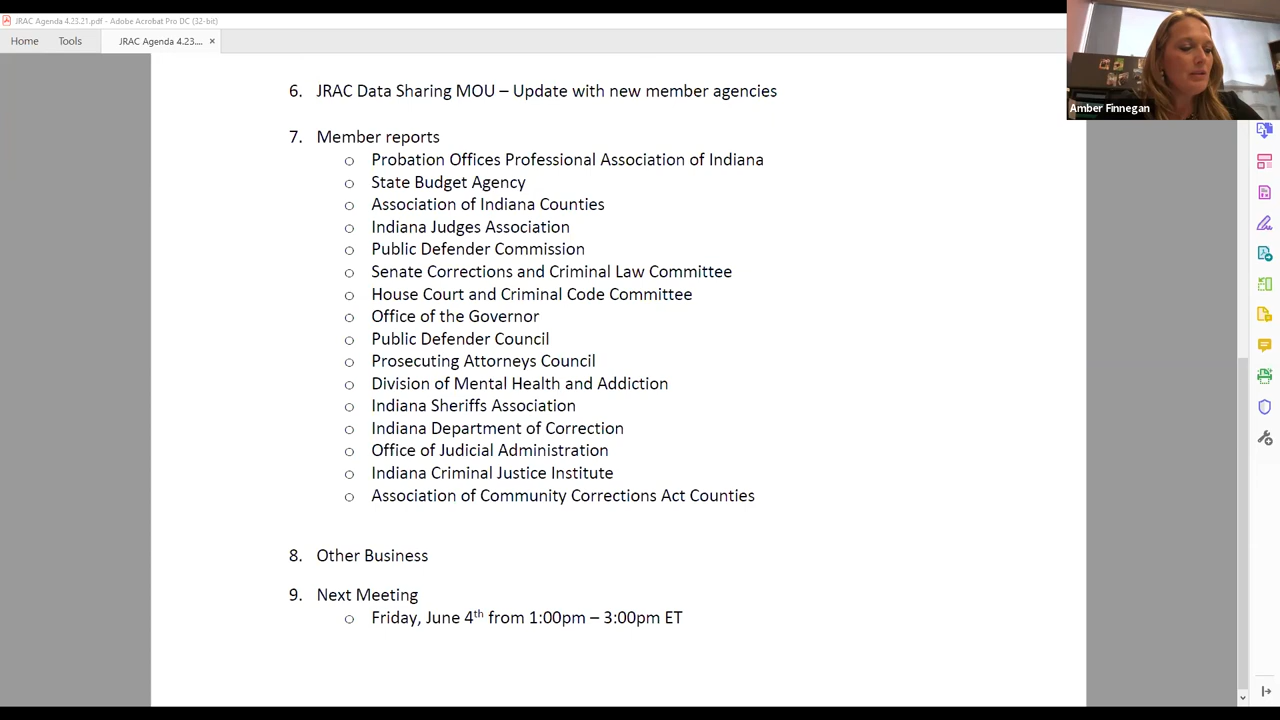 JRAC Agenda 4.23.21.pdf - Adobe Acrobat Pro DC (32-bit)
Home Tools JRAC Agenda 4.23.... ×
Amber Finnegan
6. JRAC Data Sharing MOU – Update with new member agencies
7. Member reports
○ Probation Offices Professional Association of Indiana
○ State Budget Agency
○ Association of Indiana Counties
○ Indiana Judges Association
○ Public Defender Commission
○ Senate Corrections and Criminal Law Committee
○ House Court and Criminal Code Committee
○ Office of the Governor
○ Public Defender Council
○ Prosecuting Attorneys Council
○ Division of Mental Health and Addiction
○ Indiana Sheriffs Association
○ Indiana Department of Correction
○ Office of Judicial Administration
○ Indiana Criminal Justice Institute
○ Association of Community Corrections Act Counties
8. Other Business
9. Next Meeting
○ Friday, June 4th from 1:00pm – 3:00pm ET